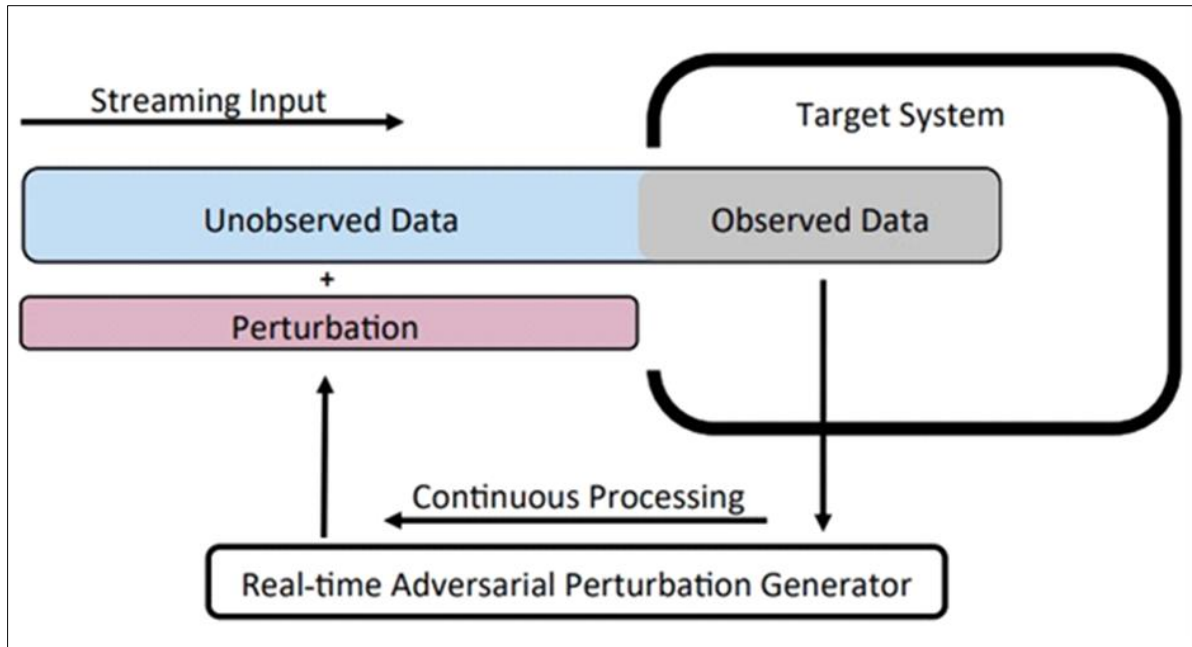 Streaming Input
Target System
Unobserved Data
Observed Data
+
Perturbation
Continuous Processing
Real-time Adversarial Perturbation Generator